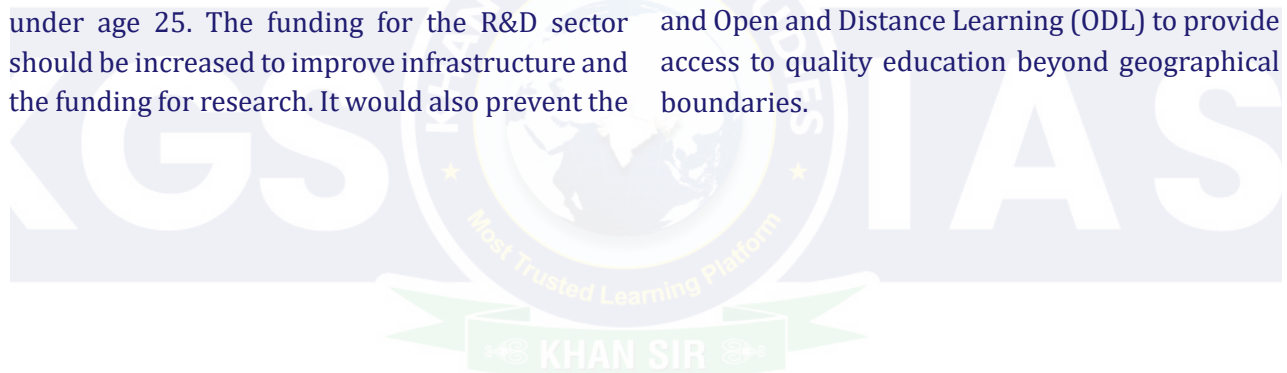 under age 25. The funding for the R&D sector
should be increased to improve infrastructure and
the funding for research. It would also prevent the
and Open and Distance Learning (ODL) to provide
access to quality education beyond geographical
boundaries.
KGS IAS
Most Trusted Learning Platform
KHAN SIR